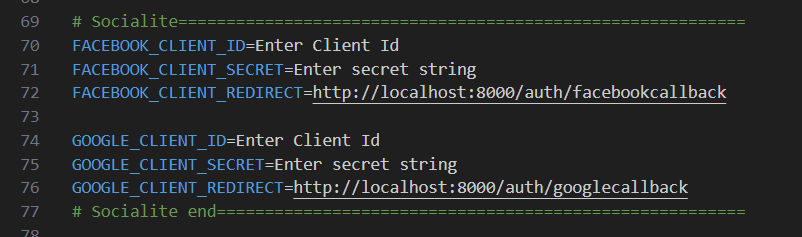 69 # Socialite===========================================================
70 FACEBOOK_CLIENT_ID=Enter Client Id
71 FACEBOOK_CLIENT_SECRET=Enter secret string
72 FACEBOOK_CLIENT_REDIRECT=http://localhost:8000/auth/facebookcallback
73
74 GOOGLE_CLIENT_ID=Enter Client Id
75 GOOGLE_CLIENT_SECRET=Enter secret string
76 GOOGLE_CLIENT_REDIRECT=http://localhost:8000/auth/googlecallback
77 # Socialite end=======================================================
78